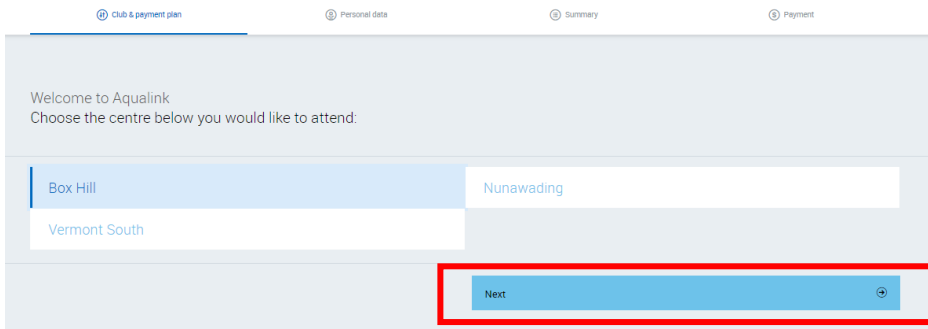 Club & payment plan Personal data Summary Payment
Welcome to Aqualink
Choose the centre below you would like to attend:
Box Hill Nunawading
Vermont South
Next